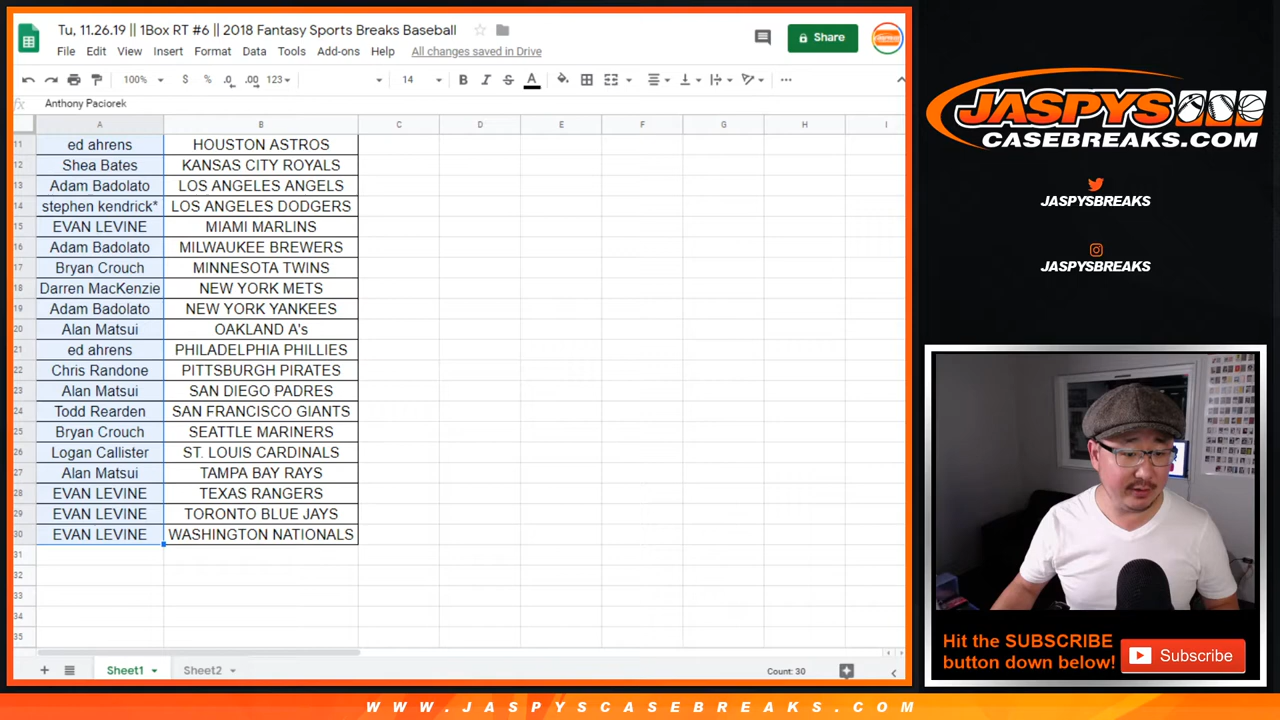 Tu, 11.26.19 || 1Box RT #6 || 2018 Fantasy Sports Breaks Baseball
File Edit View Insert Format Data Tools Add-ons Help All changes saved in Drive
Share
100% $ % .0 .00 123 14 B I S A
fx Anthony Paciorek
A B C D E F G H I
11 ed ahrens HOUSTON ASTROS
12 Shea Bates KANSAS CITY ROYALS
13 Adam Badolato LOS ANGELES ANGELS
14 stephen kendrick* LOS ANGELES DODGERS
15 EVAN LEVINE MIAMI MARLINS
16 Adam Badolato MILWAUKEE BREWERS
17 Bryan Crouch MINNESOTA TWINS
18 Darren MacKenzie NEW YORK METS
19 Adam Badolato NEW YORK YANKEES
20 Alan Matsui OAKLAND A's
21 ed ahrens PHILADELPHIA PHILLIES
22 Chris Randone PITTSBURGH PIRATES
23 Alan Matsui SAN DIEGO PADRES
24 Todd Rearden SAN FRANCISCO GIANTS
25 Bryan Crouch SEATTLE MARINERS
26 Logan Callister ST. LOUIS CARDINALS
27 Alan Matsui TAMPA BAY RAYS
28 EVAN LEVINE TEXAS RANGERS
29 EVAN LEVINE TORONTO BLUE JAYS
30 EVAN LEVINE WASHINGTON NATIONALS
31
32
33
34
35
Sheet1 Sheet2 Count: 30
JASPYS
CASEBREAKS.COM
JASPYSBREAKS
JASPYSBREAKS
Hit the SUBSCRIBE
button down below!
Subscribe
WWW.JASPYSCASEBREAKS.COM